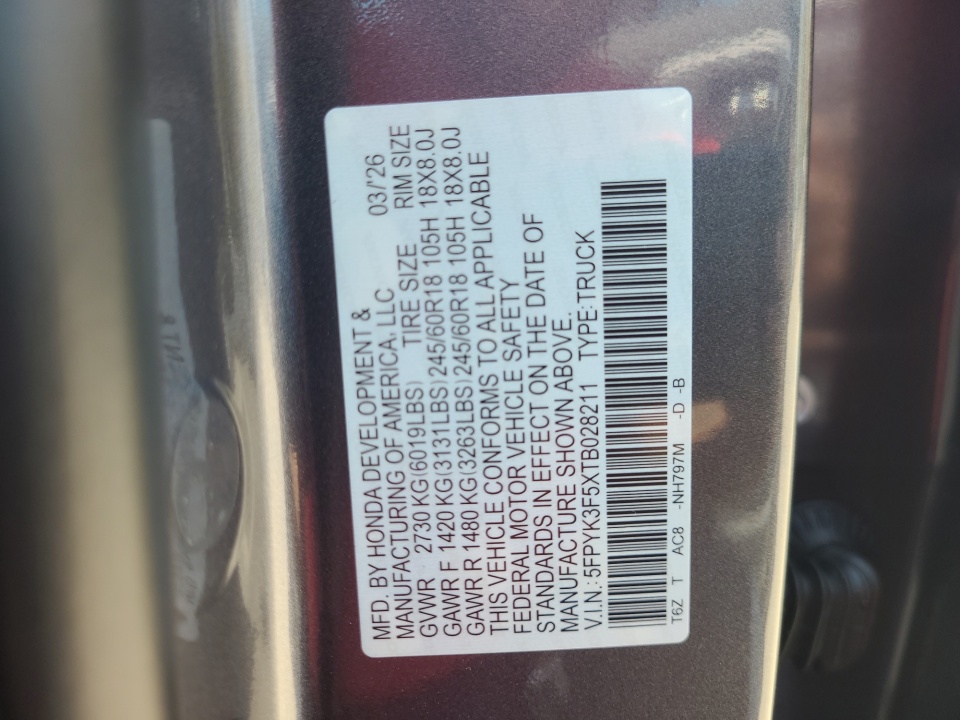 MFD. BY HONDA DEVELOPMENT &
MANUFACTURING OF AMERICA, LLC 03/'26
GVWR 2730 KG(6019LBS) TIRE SIZE RIM SIZE
GAWR F 1420 KG(3131LBS)245/60R18 105H 18X8.0J
GAWR R 1480 KG(3263LBS)245/60R18 105H 18X8.0J
THIS VEHICLE CONFORMS TO ALL APPLICABLE
FEDERAL MOTOR VEHICLE SAFETY
STANDARDS IN EFFECT ON THE DATE OF
MANUFACTURE SHOWN ABOVE.
V.I.N.: 5FPYK3F5XTB028211 TYPE:TRUCK
T6Z T AC8 -NH797M -D -B